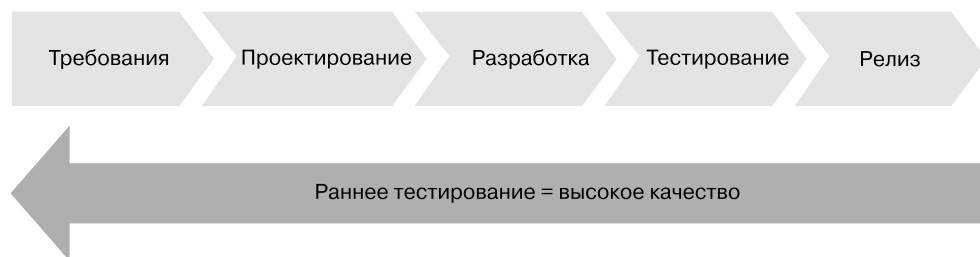 Требования
Проектирование
Разработка
Тестирование
Релиз
Раннее тестирование = высокое качество